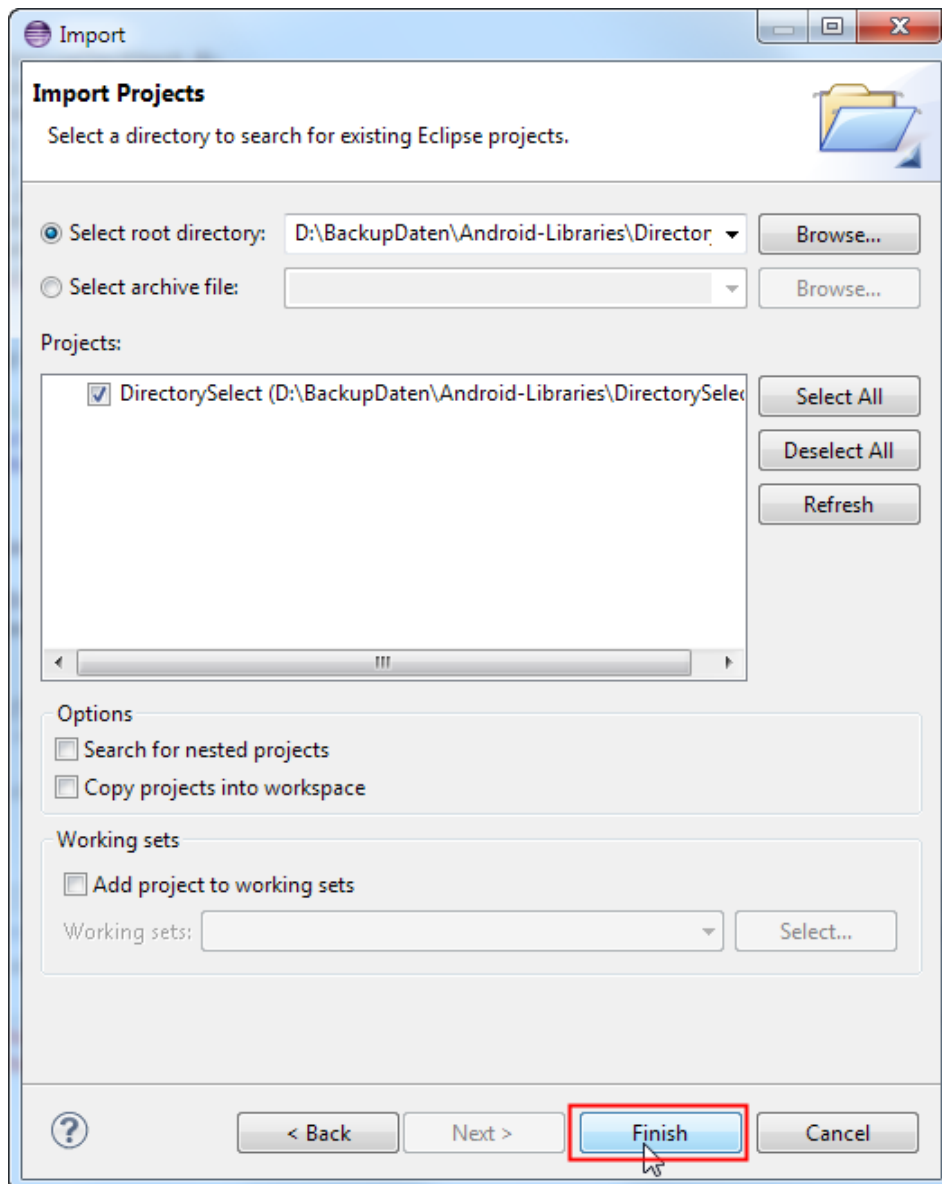 Import
Import Projects
Select a directory to search for existing Eclipse projects.
Select root directory: D:\BackupDaten\Android-Libraries\Director Browse...
Select archive file: Browse...
Projects:
DirectorySelect (D:\BackupDaten\Android-Libraries\DirectorySelec Select All
Deselect All
Refresh
Options
Search for nested projects
Copy projects into workspace
Working sets
Add project to working sets
Working sets: Select...
? < Back Next > Finish Cancel